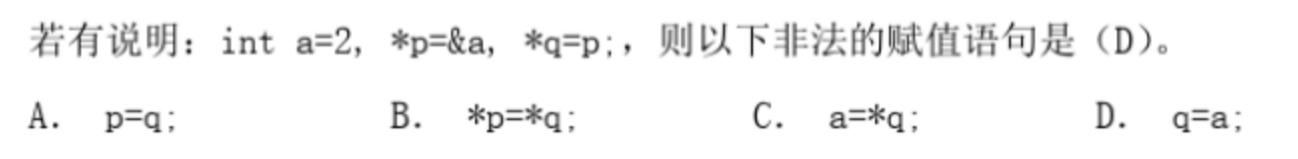 若有说明：int a=2, *p=&a, *q=p;，则以下非法的赋值语句是（D）。
A. p=q; B. *p=*q; C. a=*q; D. q=a;